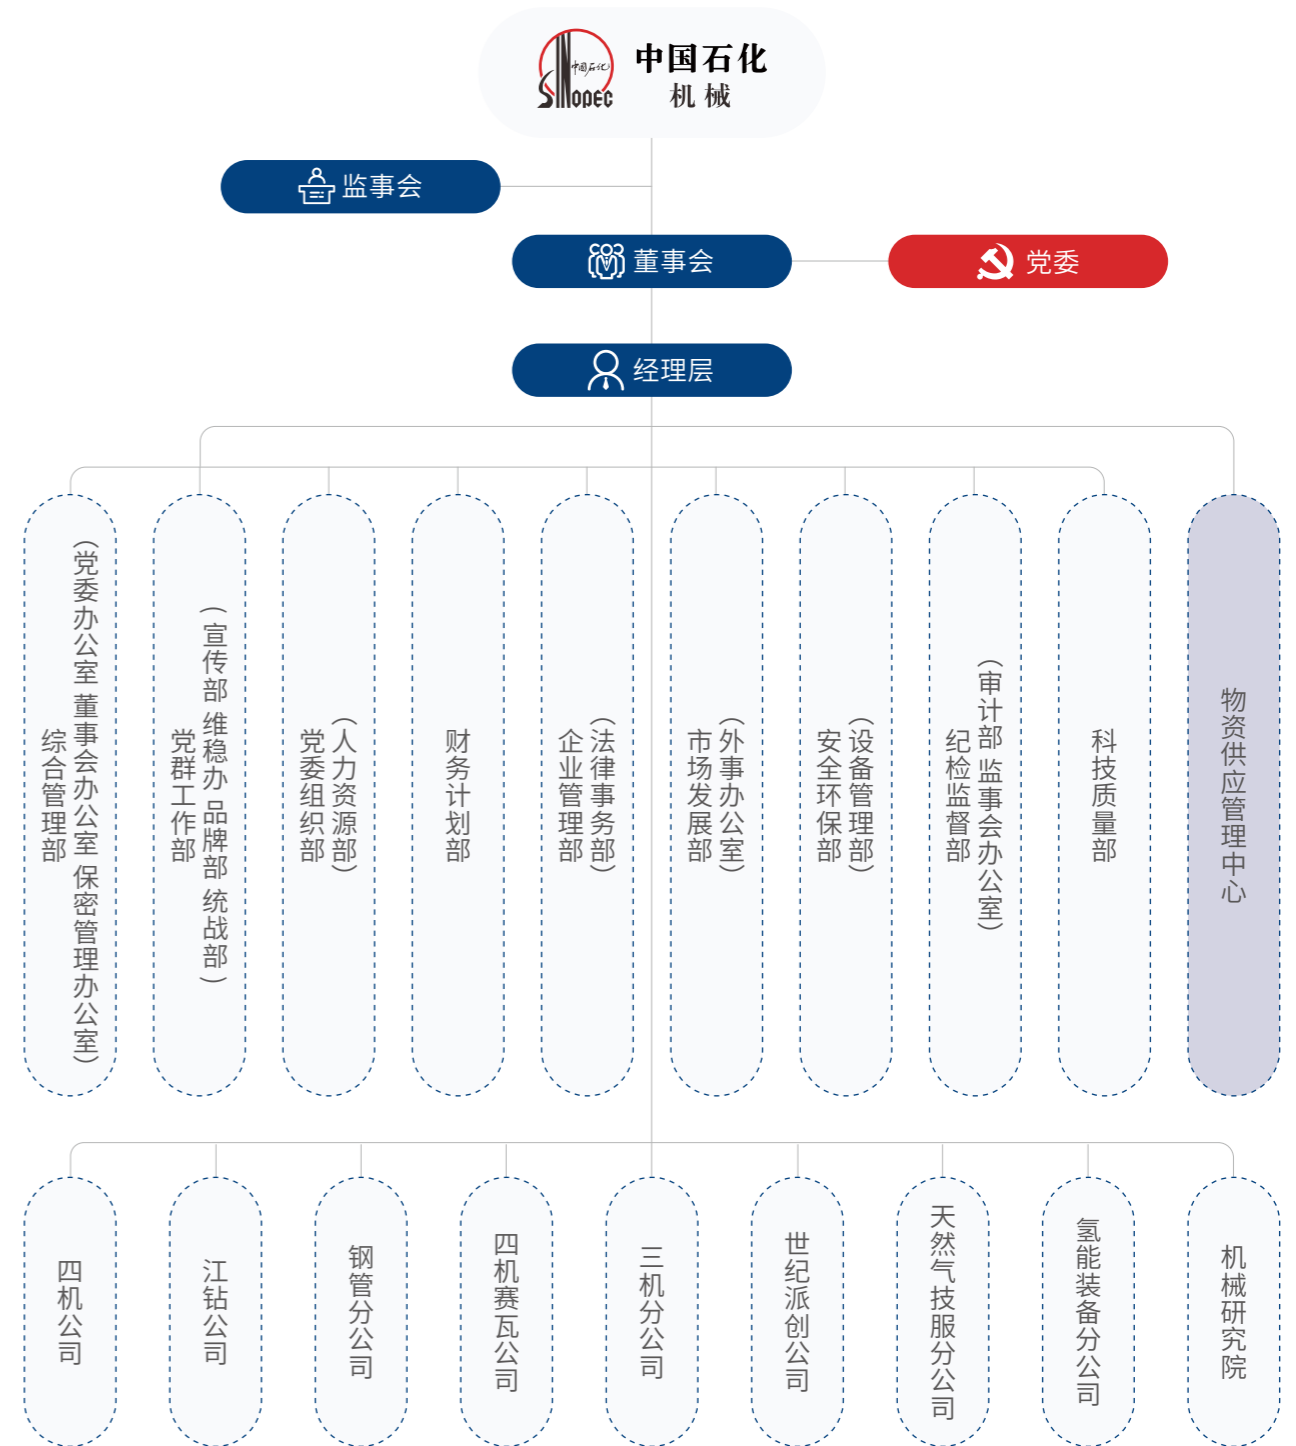 中国石化
SINOPEC
中国石化
机械
监事会
董事会
党委
经理层
综合管理部
(党委办公室 董事会办公室 保密管理办公室)
党群工作部
(宣传部 维稳办 品牌部 统战部)
党委组织部
(人力资源部)
财务计划部
企业管理部
(法律事务部)
市场发展部
(外事办公室)
安全环保部
(设备管理部)
纪检监督部
(审计部 监事会办公室)
科技质量部
物资供应管理中心
四机公司
江钻公司
钢管分公司
四机赛瓦公司
三机分公司
世纪派创公司
天然气技服分公司
氢能装备分公司
机械研究院